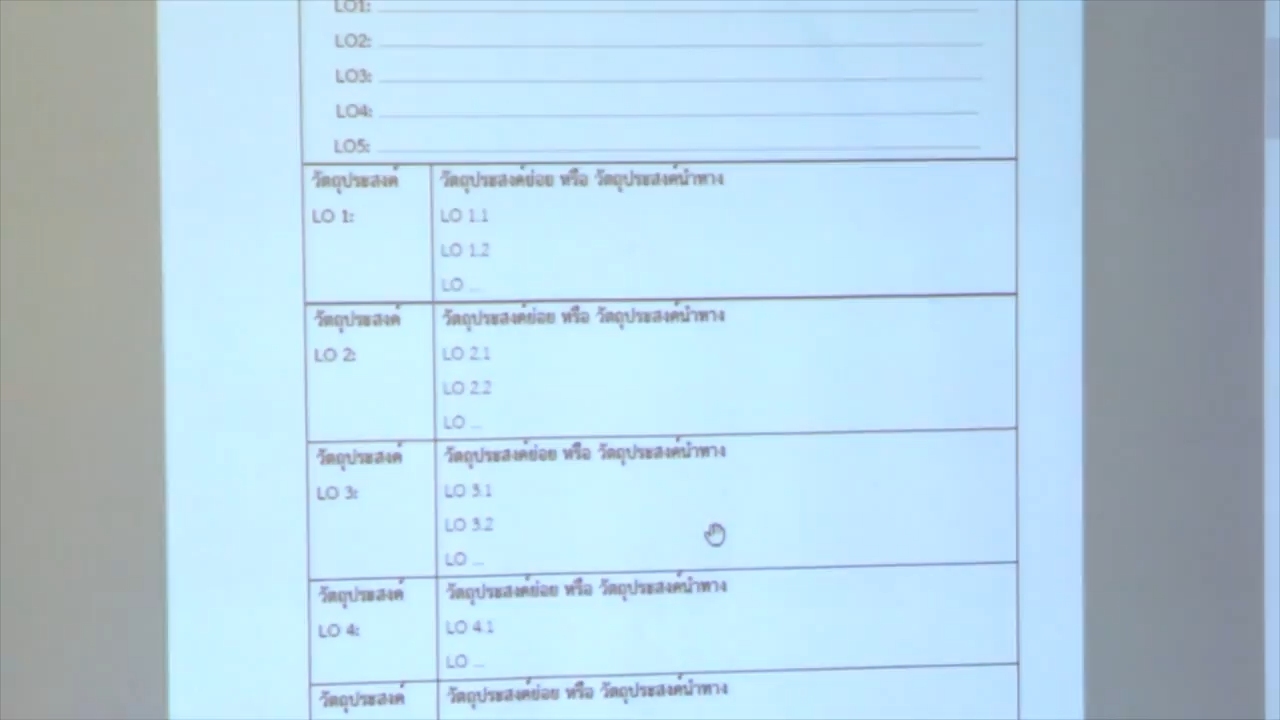 LO1:
LO2:
LO3:
LO4:
LO5:
วัตถุประสงค์
LO 1:
วัตถุประสงค์ย่อย หรือ วัตถุประสงค์นำทาง
LO 1.1
LO 1.2
LO ...
วัตถุประสงค์
LO 2:
วัตถุประสงค์ย่อย หรือ วัตถุประสงค์นำทาง
LO 2.1
LO 2.2
LO ...
วัตถุประสงค์
LO 3:
วัตถุประสงค์ย่อย หรือ วัตถุประสงค์นำทาง
LO 3.1
LO 3.2
LO ...
วัตถุประสงค์
LO 4:
วัตถุประสงค์ย่อย หรือ วัตถุประสงค์นำทาง
LO 4.1
LO ...
วัตถุประสงค์
วัตถุประสงค์ย่อย หรือ วัตถุประสงค์นำทาง